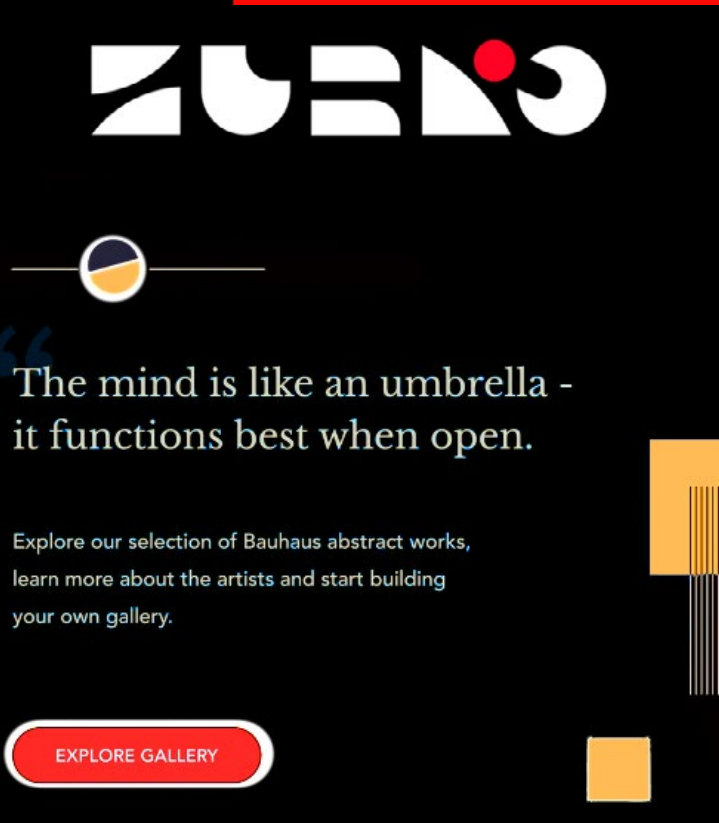 “
The mind is like an umbrella -
it functions best when open.
Explore our selection of Bauhaus abstract works,
learn more about the artists and start building
your own gallery.
EXPLORE GALLERY